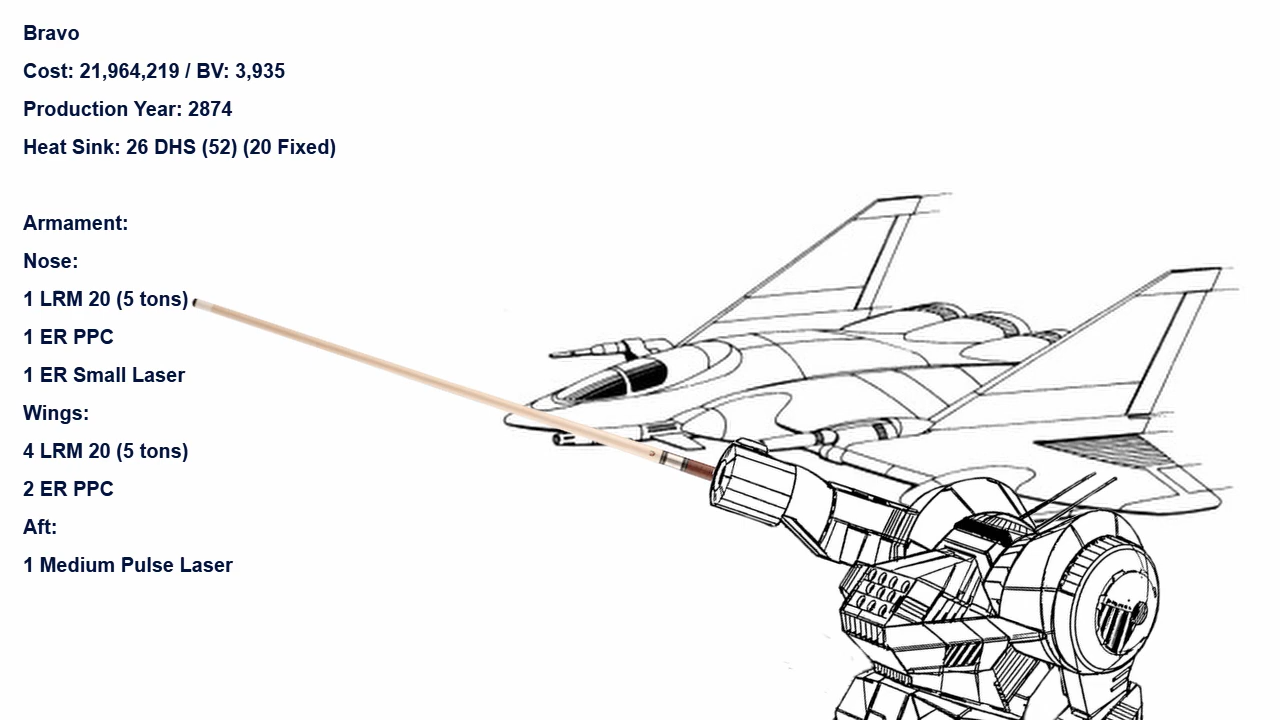 Bravo
Cost: 21,964,219 / BV: 3,935
Production Year: 2874
Heat Sink: 26 DHS (52) (20 Fixed)
Armament:
Nose:
1 LRM 20 (5 tons)
1 ER PPC
1 ER Small Laser
Wings:
4 LRM 20 (5 tons)
2 ER PPC
Aft:
1 Medium Pulse Laser